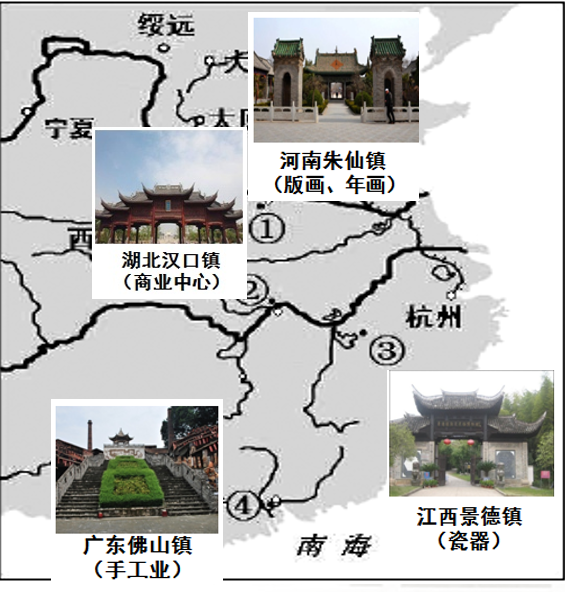 绥远
宁夏
河南朱仙镇
（版画、年画）
①
湖北汉口镇
（商业中心）
西
②
杭州
③
④
广东佛山镇
（手工业）
江西景德镇
（瓷器）
南海